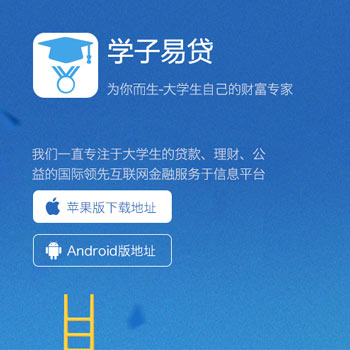 学子易贷
为你而生-大学生自己的财富专家
我们一直专注于大学生的贷款、理财、公
益的国际领先互联网金融服务于信息平台
苹果版下载地址
Android版地址